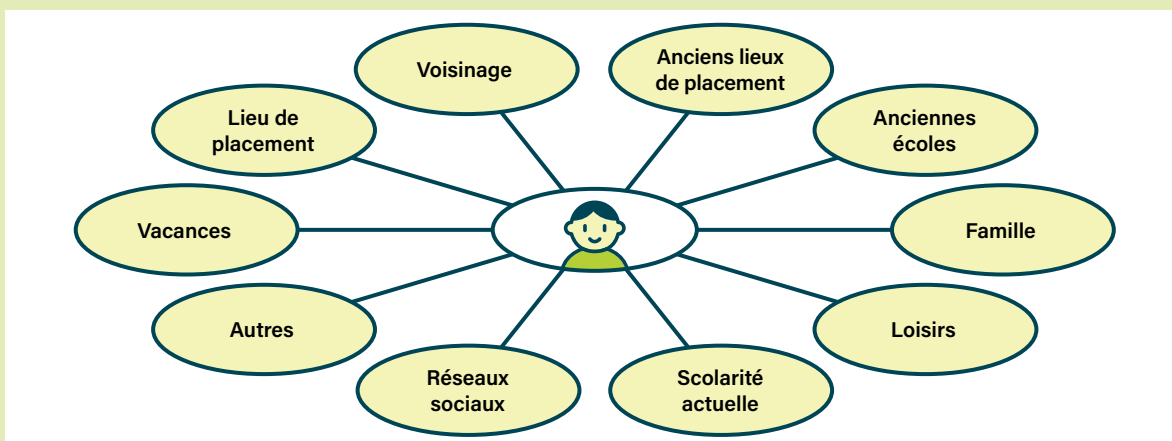 Voisinage
Anciens lieux
de placement
Lieu de
placement
Anciennes
écoles
Vacances
Famille
Autres
Loisirs
Réseaux
sociaux
Scolarité
actuelle